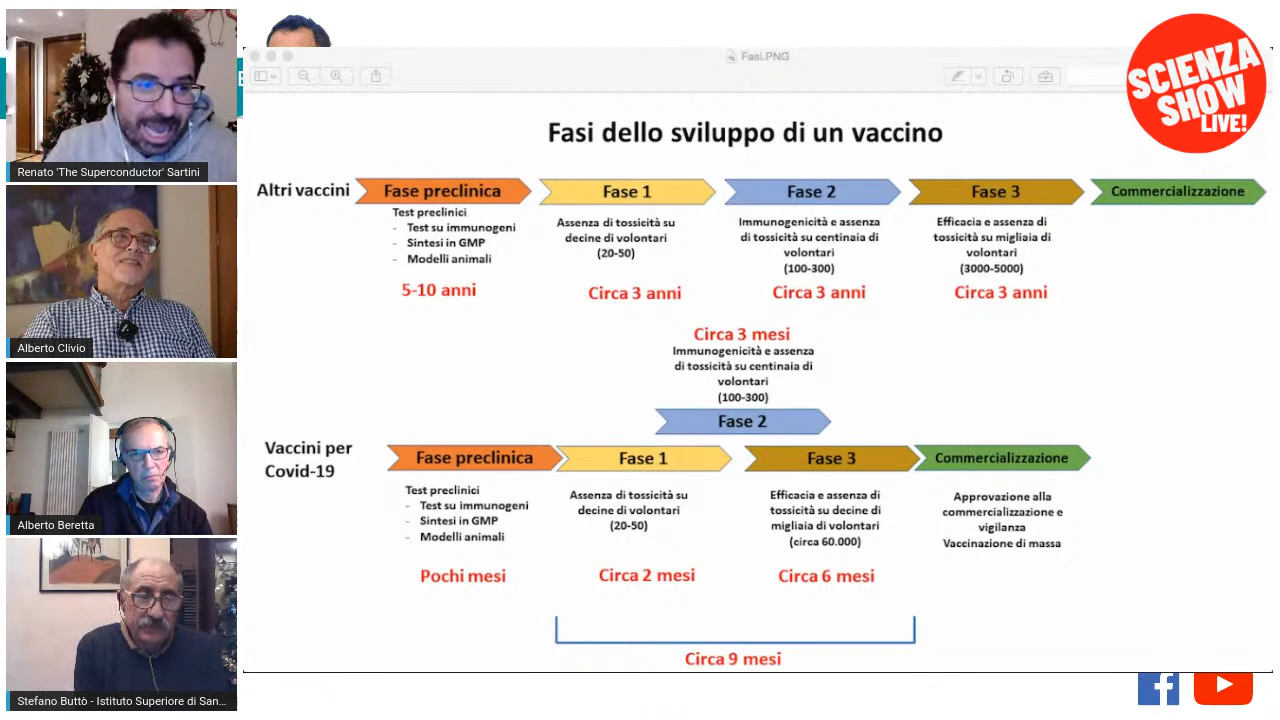 Renato 'The Superconductor' Sartini
Alberto Clivio
Alberto Beretta
Stefano Buttò - Istituto Superiore di San...
Fasi.PNG
SCIENZA
SHOW
LIVE!
Fasi dello sviluppo di un vaccino
Altri vaccini
Fase preclinica
Fase 1
Fase 2
Fase 3
Commercializzazione
Test preclinici
- Test su immunogeni
- Sintesi in GMP
- Modelli animali
5-10 anni
Assenza di tossicità su
decine di volontari
(20-50)
Circa 3 anni
Immunogenicità e assenza
di tossicità su centinaia di
volontari
(100-300)
Circa 3 anni
Efficacia e assenza di
tossicità su migliaia di
volontari
(3000-5000)
Circa 3 anni
Circa 3 mesi
Immunogenicità e assenza
di tossicità su centinaia di
volontari
(100-300)
Fase 2
Vaccini per
Covid-19
Fase preclinica
Fase 1
Fase 3
Commercializzazione
Test preclinici
- Test su immunogeni
- Sintesi in GMP
- Modelli animali
Pochi mesi
Assenza di tossicità su
decine di volontari
(20-50)
Circa 2 mesi
Efficacia e assenza di
tossicità su decine di
migliaia di volontari
(circa 60.000)
Circa 6 mesi
Approvazione alla
commercializzazione e
vigilanza
Vaccinazione di massa
Circa 9 mesi